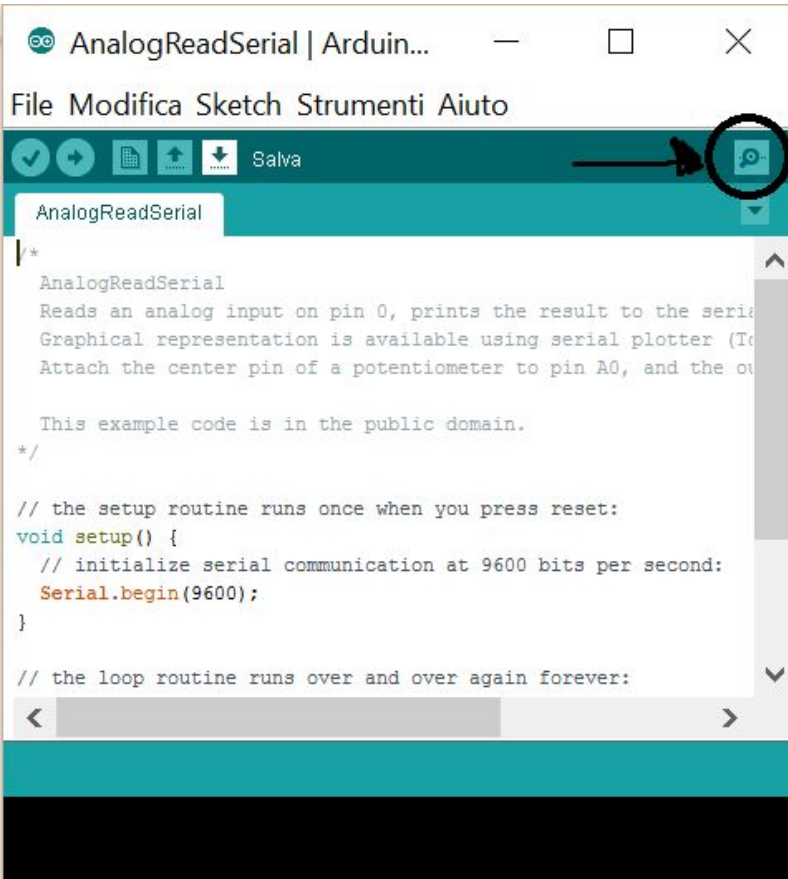 AnalogReadSerial | Arduin...
File Modifica Sketch Strumenti Aiuto
Salva
AnalogReadSerial
/*
AnalogReadSerial
Reads an analog input on pin 0, prints the result to the seria
Graphical representation is available using serial plotter (To
Attach the center pin of a potentiometer to pin A0, and the ou
This example code is in the public domain.
*/
// the setup routine runs once when you press reset:
void setup() {
// initialize serial communication at 9600 bits per second:
Serial.begin(9600);
}
// the loop routine runs over and over again forever: